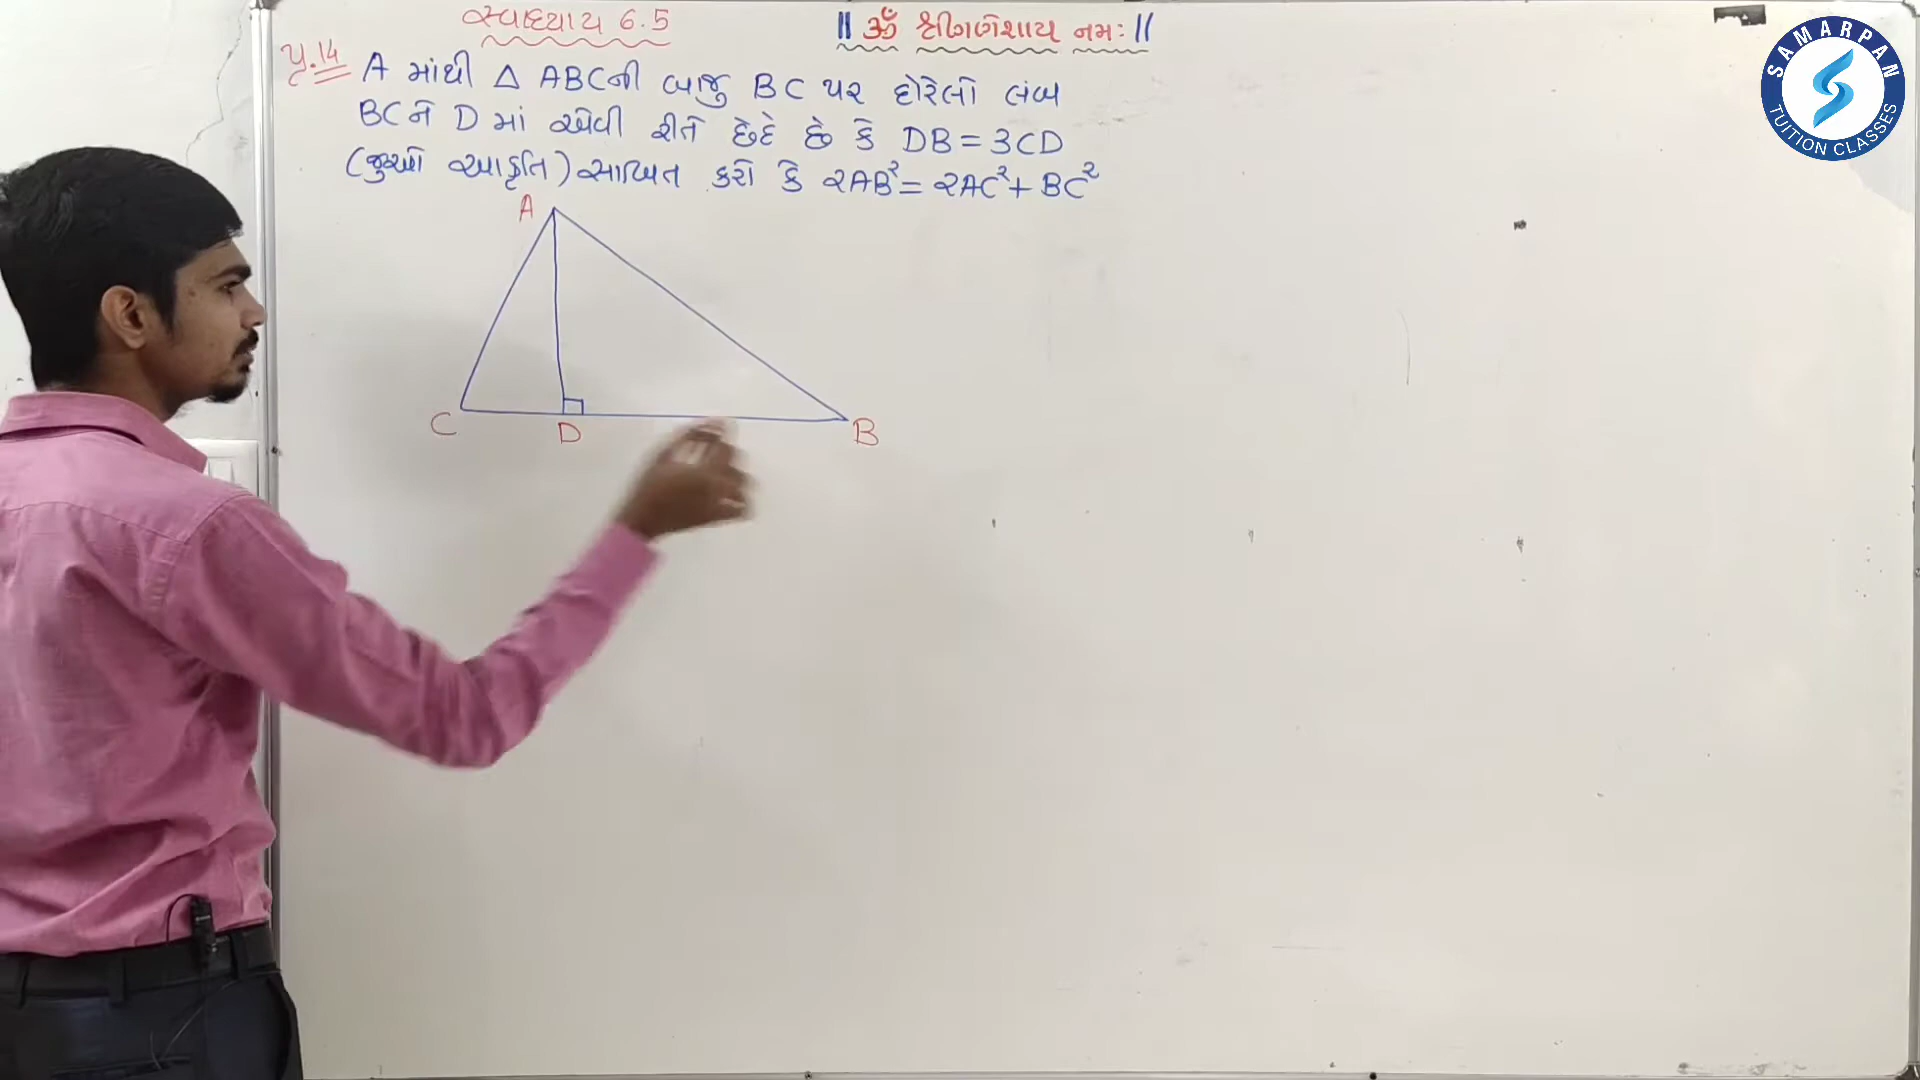 સ્વાધ્યાય 6.5
॥ ૐ શ્રી ગણેશાય નમઃ ॥
પ્ર.14 A માંથી △ ABCની બાજુ BC પર દોરેલો લંબ
BCને D માં એવી રીતે છેદે છે કે DB = 3CD
(જુઓ આકૃતિ) સાબિત કરો કે 2AB² = 2AC² + BC²
A
C
D
B
SAMARPAN
TUITION CLASSES